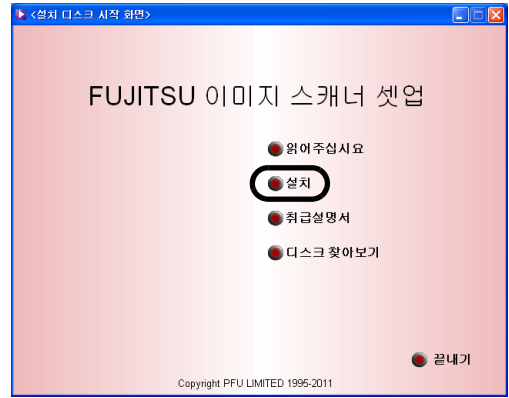 <설치 디스크 시작 화면>
FUJITSU 이미지 스캐너 셋업
읽어주십시요
설치
취급설명서
디스크 찾아보기
끝내기
Copyright PFU LIMITED 1995-2011